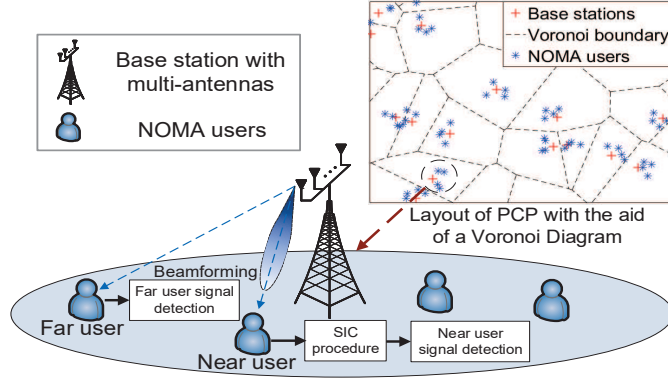 Base station with
multi-antennas
NOMA users
Base stations
Voronoi boundary
NOMA users
Layout of PCP with the aid
of a Voronoi Diagram
Beamforming
Far user signal
detection
Far user
Near user
SIC
procedure
Near user
signal detection